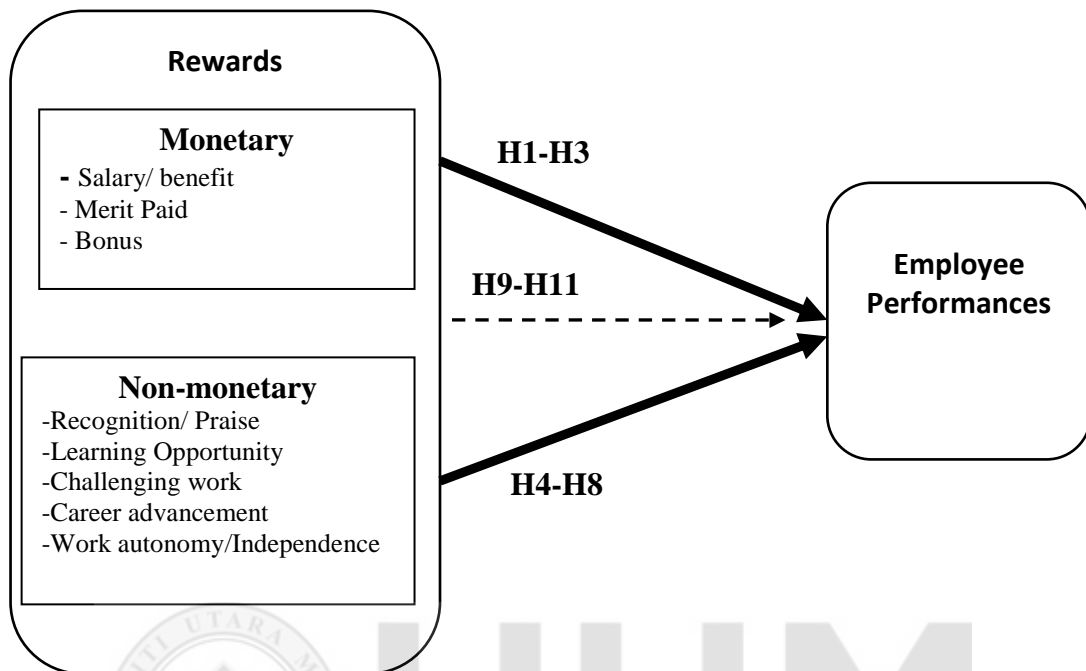 Rewards
Monetary
- Salary/ benefit
- Merit Paid
- Bonus
H1-H3
H9-H11
Employee
Performances
Non-monetary
-Recognition/ Praise
-Learning Opportunity
-Challenging work
-Career advancement
-Work autonomy/Independence
H4-H8
UTARA